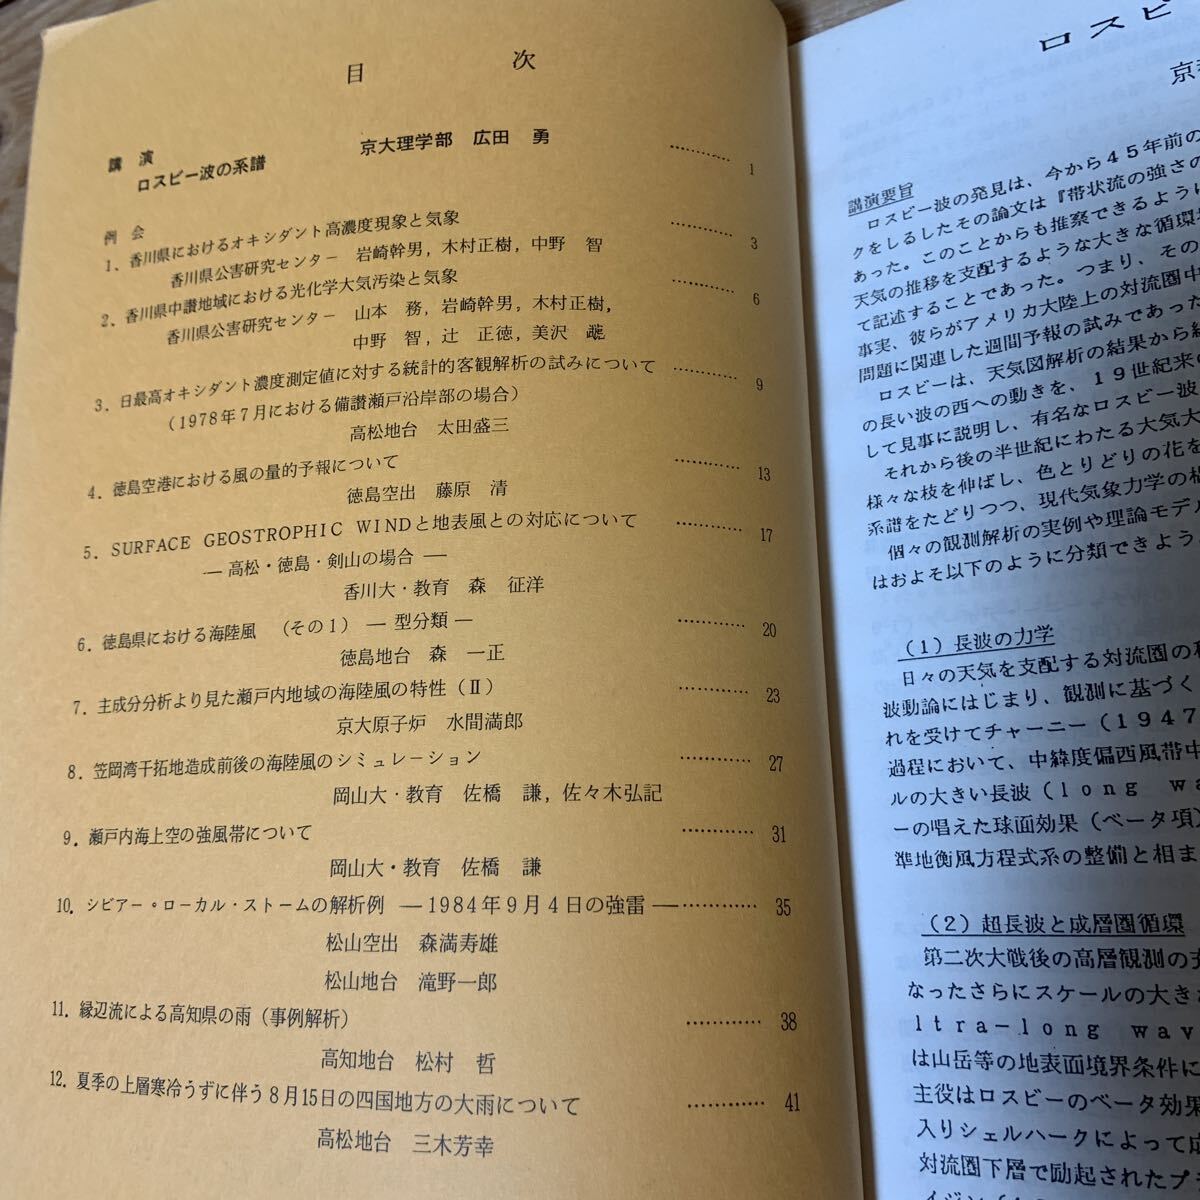 目　次
講　演
ロスビー波の系譜
京大理学部　広田　勇 ………… 1
例　会
1．香川県におけるオキシダント高濃度現象と気象 ………… 3
香川県公害研究センター　岩崎幹男，木村正樹，中野　智
2．香川県中讃地域における光化学大気汚染と気象 ………… 6
香川県公害研究センター　山本　務，岩崎幹男，木村正樹，
中野　智，辻　正徳，美沢
3．日最高オキシダント濃度測定値に対する統計的客観解析の試みについて ………… 9
（1978年7月における備讃瀬戸沿岸部の場合）
高松地台　太田盛三
4．徳島空港における風の量的予報について ………… 13
徳島空出　藤原　清
5．SURFACE GEOSTROPHIC WINDと地表風との対応について ………… 17
― 高松・徳島・剣山の場合 ―
香川大・教育　森　征洋
6．徳島県における海陸風　（その1）― 型分類 ― ………… 20
徳島地台　森　一正
7．主成分分析より見た瀬戸内地域の海陸風の特性（Ⅱ） ………… 23
京大原子炉　水間満郎
8．笠岡湾干拓地造成前後の海陸風のシミュレーション ………… 27
岡山大・教育　佐橋　謙，佐々木弘記
9．瀬戸内海上空の強風帯について ………… 31
岡山大・教育　佐橋　謙
10．シビアー・ローカル・ストームの解析例　― 1984年9月4日の強雷 ― ………… 35
松山空出　森満寿雄
松山地台　滝野一郎
11．縁辺流による高知県の雨（事例解析） ………… 38
高知地台　松村　哲
12．夏季の上層寒冷うずに伴う8月15日の四国地方の大雨について ………… 41
高松地台　三木芳幸
ロスビ
京
講演要旨
ロスビー波の発見は、今から４５年前の
クをしるしたその論文は『帯状流の強さの
あった。このことからも推察できるように
天気の推移を支配するような大きな循環
て記述することであった。つまり、その
事実、彼らがアメリカ大陸上の対流圏中
問題に関連した週間予報の試みであった
ロスビーは、天気図解析の結果から
の長い波の西への動きを、１９世紀来の
して見事に説明し、有名なロスビー波
それから後の半世紀にわたる大気大
様々な枝を伸ばし、色とりどりの花を
系譜をたどりつつ、現代気象力学の
個々の観測解析の実例や理論モデル
はおよそ以下のように分類できよう
（１）長波の力学
日々の天気を支配する対流圏の
波動論にはじまり、観測に基づく
れを受けてチャーニー（１９４７
過程において、中緯度偏西風帯中
ルの大きい長波（ｌｏｎｇ　ｗａ
ーの唱えた球面効果（ベータ項）
準地衡風方程式系の整備と相ま
（２）超長波と成層圏循環
第二次大戦後の高層観測の
なったさらにスケールの大き
ｌｔｒａ－ｌｏｎｇ　ｗａｖ
は山岳等の地表面境界条件に
主役はロスビーのベータ効果
入りシェルハークによって成
対流圏下層で励起されたプ